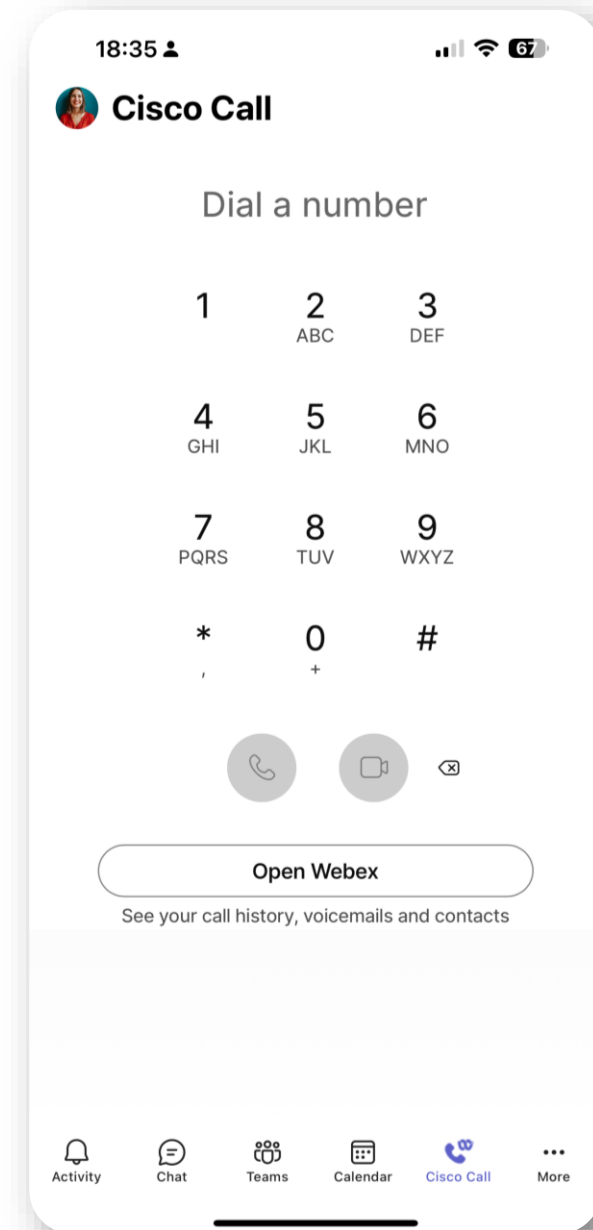 18:35
67
Cisco Call
Dial a number
1 2 3
ABC DEF
4 5 6
GHI JKL MNO
7 8 9
PQRS TUV WXYZ
* 0 #
, +
Open Webex
See your call history, voicemails and contacts
Activity Chat Teams Calendar Cisco Call More